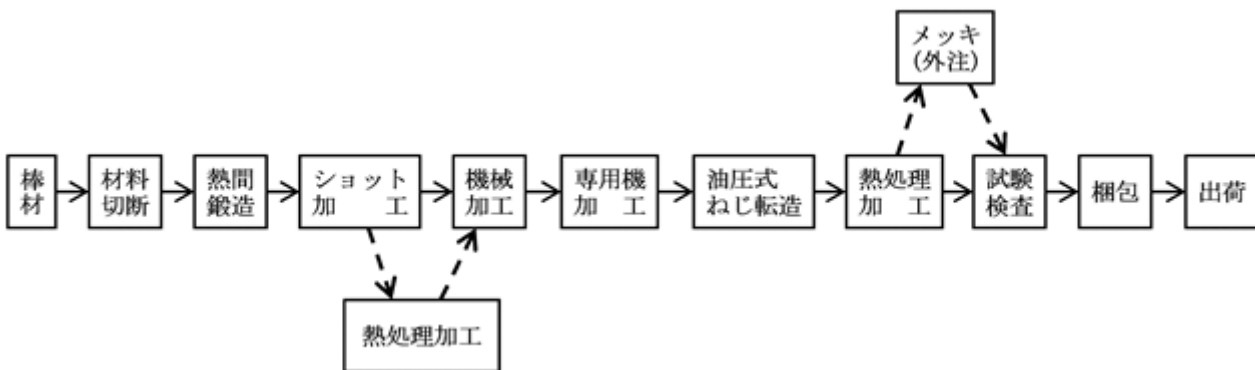 メッキ
(外注)
棒
材
材料
切断
熱間
鍛造
ショット
加　工
機械
加工
専用機
加　工
油圧式
ねじ転造
熱処理
加　工
試験
検査
梱包
出荷
熱処理加工